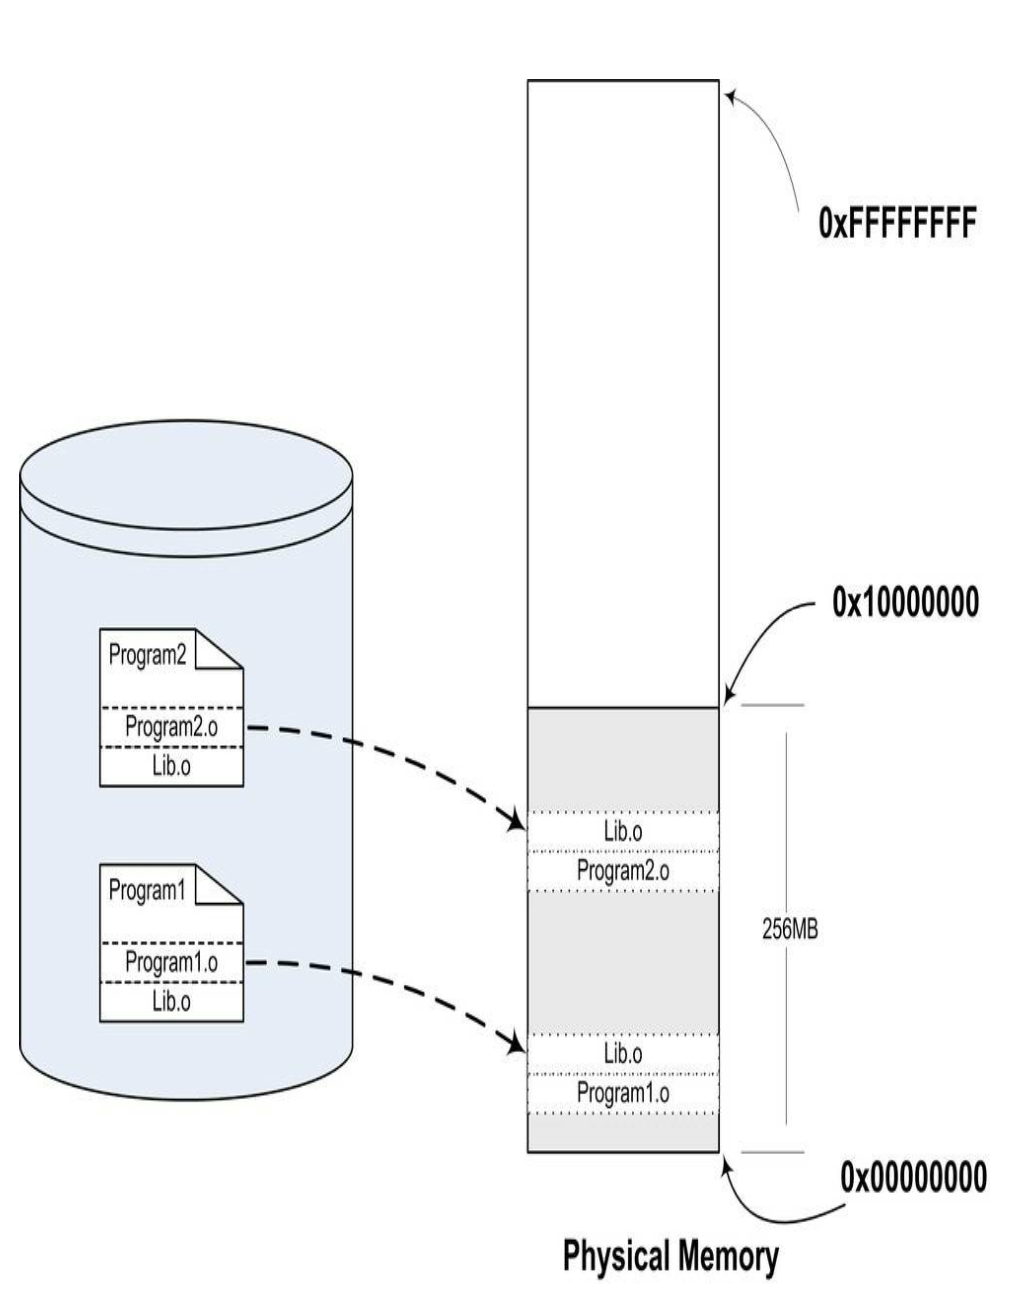 0xFFFFFFFF
0x10000000
Program2
Program2.o
Lib.o
Program1
Program1.o
Lib.o
Lib.o
Program2.o
256MB
Lib.o
Program1.o
0x00000000
Physical Memory